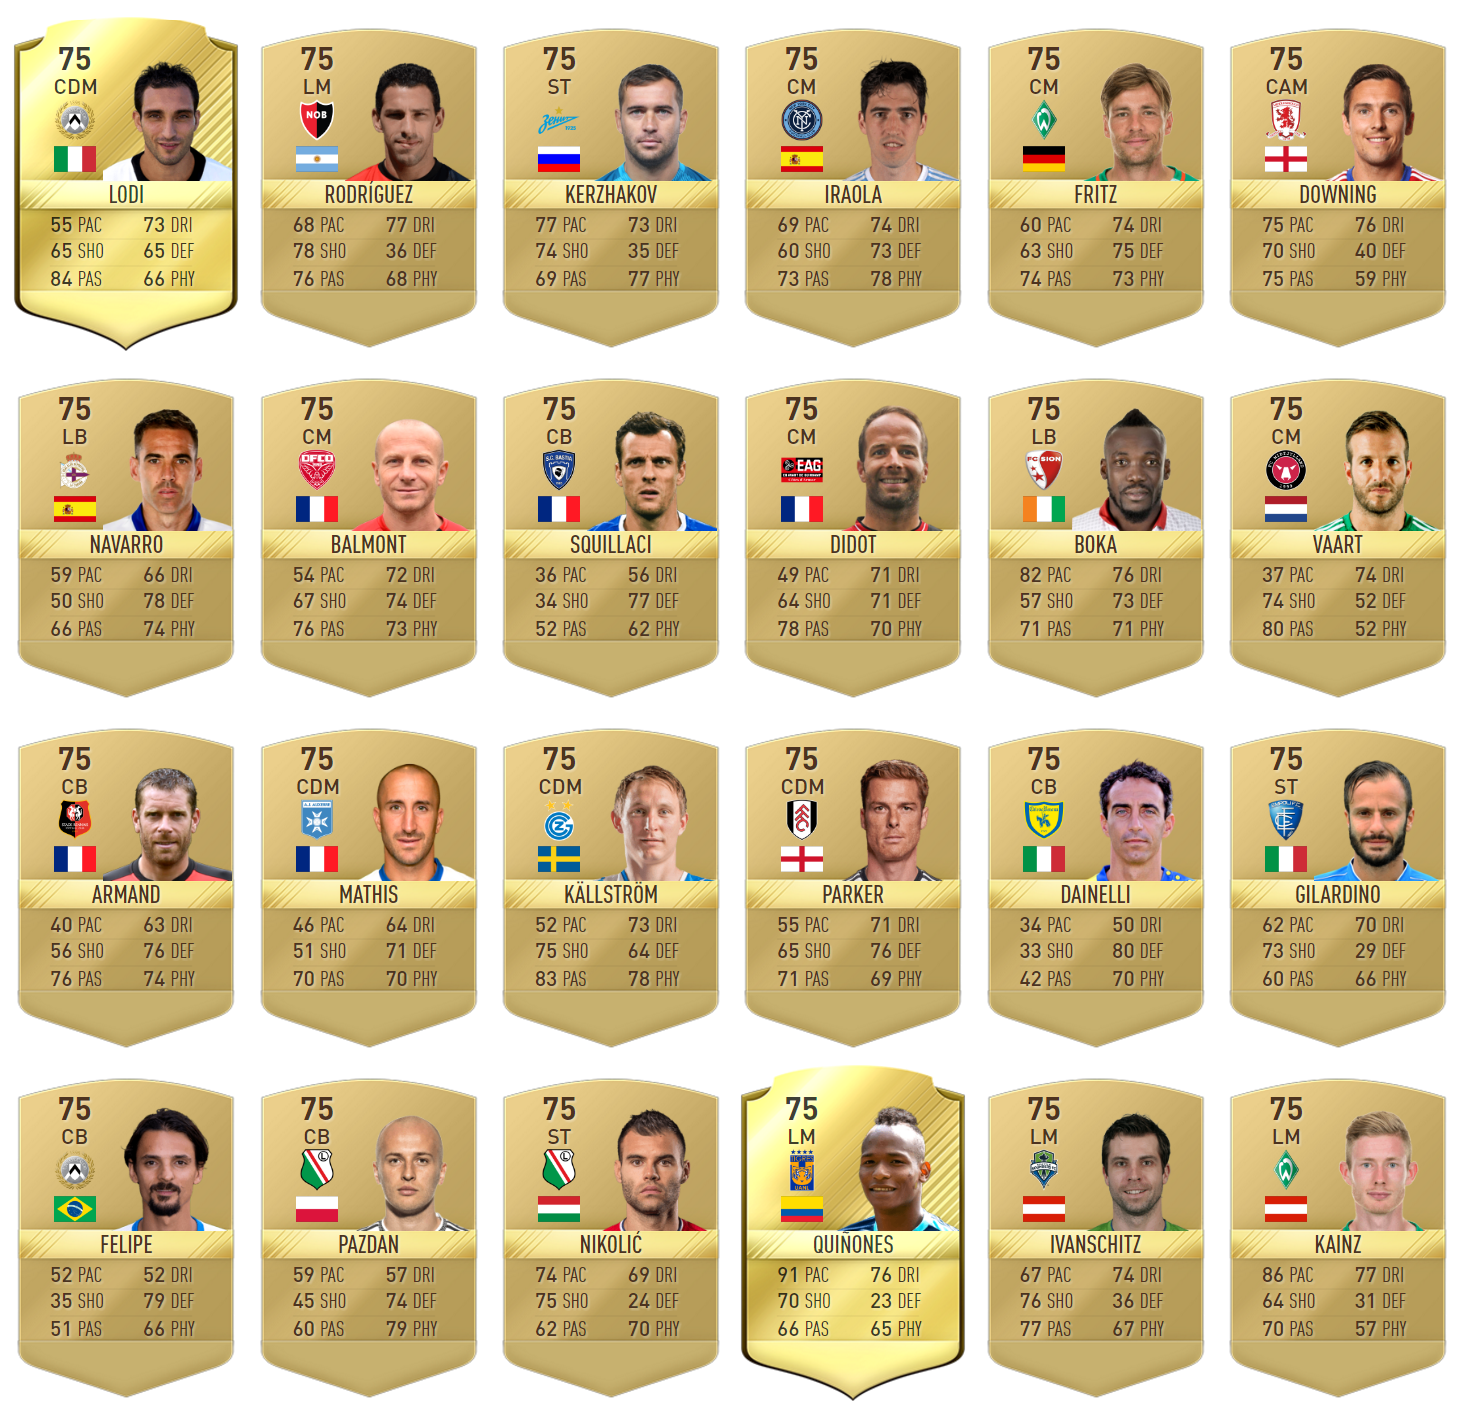 75
CDM
LODI
55 PAC 73 DRI
65 SHO 65 DEF
84 PAS 66 PHY
75
LM
NOB
RODRÍGUEZ
68 PAC 77 DRI
78 SHO 36 DEF
76 PAS 68 PHY
75
ST
KERZHAKOV
77 PAC 73 DRI
74 SHO 35 DEF
69 PAS 77 PHY
75
CM
IRAOLA
69 PAC 74 DRI
60 SHO 73 DEF
73 PAS 78 PHY
75
CM
FRITZ
60 PAC 74 DRI
63 SHO 75 DEF
74 PAS 73 PHY
75
CAM
DOWNING
75 PAC 76 DRI
70 SHO 40 DEF
75 PAS 59 PHY
75
LB
NAVARRO
59 PAC 66 DRI
50 SHO 78 DEF
66 PAS 74 PHY
75
CM
DFCO
BALMONT
54 PAC 72 DRI
67 SHO 74 DEF
76 PAS 73 PHY
75
CB
S.C. BASTIA
SQUILLACI
36 PAC 56 DRI
34 SHO 77 DEF
52 PAS 62 PHY
75
CM
EAG
DIDOT
49 PAC 71 DRI
64 SHO 71 DEF
78 PAS 70 PHY
75
LB
FC SION
BOKA
82 PAC 76 DRI
57 SHO 73 DEF
71 PAS 71 PHY
75
CM
VAART
37 PAC 74 DRI
74 SHO 52 DEF
80 PAS 52 PHY
75
CB
ARMAND
40 PAC 63 DRI
56 SHO 76 DEF
76 PAS 74 PHY
75
CDM
MATHIS
46 PAC 64 DRI
51 SHO 71 DEF
70 PAS 70 PHY
75
CDM
KÄLLSTRÖM
52 PAC 73 DRI
75 SHO 64 DEF
83 PAS 78 PHY
75
CDM
PARKER
55 PAC 71 DRI
65 SHO 76 DEF
71 PAS 69 PHY
75
CB
DAINELLI
34 PAC 50 DRI
33 SHO 80 DEF
42 PAS 70 PHY
75
ST
GILARDINO
62 PAC 70 DRI
73 SHO 29 DEF
60 PAS 66 PHY
75
CB
FELIPE
52 PAC 52 DRI
35 SHO 79 DEF
51 PAS 66 PHY
75
CB
L
PAZDAN
59 PAC 57 DRI
45 SHO 74 DEF
60 PAS 79 PHY
75
ST
L
NIKOLIĆ
74 PAC 69 DRI
75 SHO 24 DEF
62 PAS 70 PHY
75
LM
TIGRES
UANL
QUIÑONES
91 PAC 76 DRI
70 SHO 23 DEF
66 PAS 65 PHY
75
LM
IVANSCHITZ
67 PAC 74 DRI
76 SHO 36 DEF
77 PAS 67 PHY
75
LM
W
KAINZ
86 PAC 77 DRI
64 SHO 31 DEF
70 PAS 57 PHY